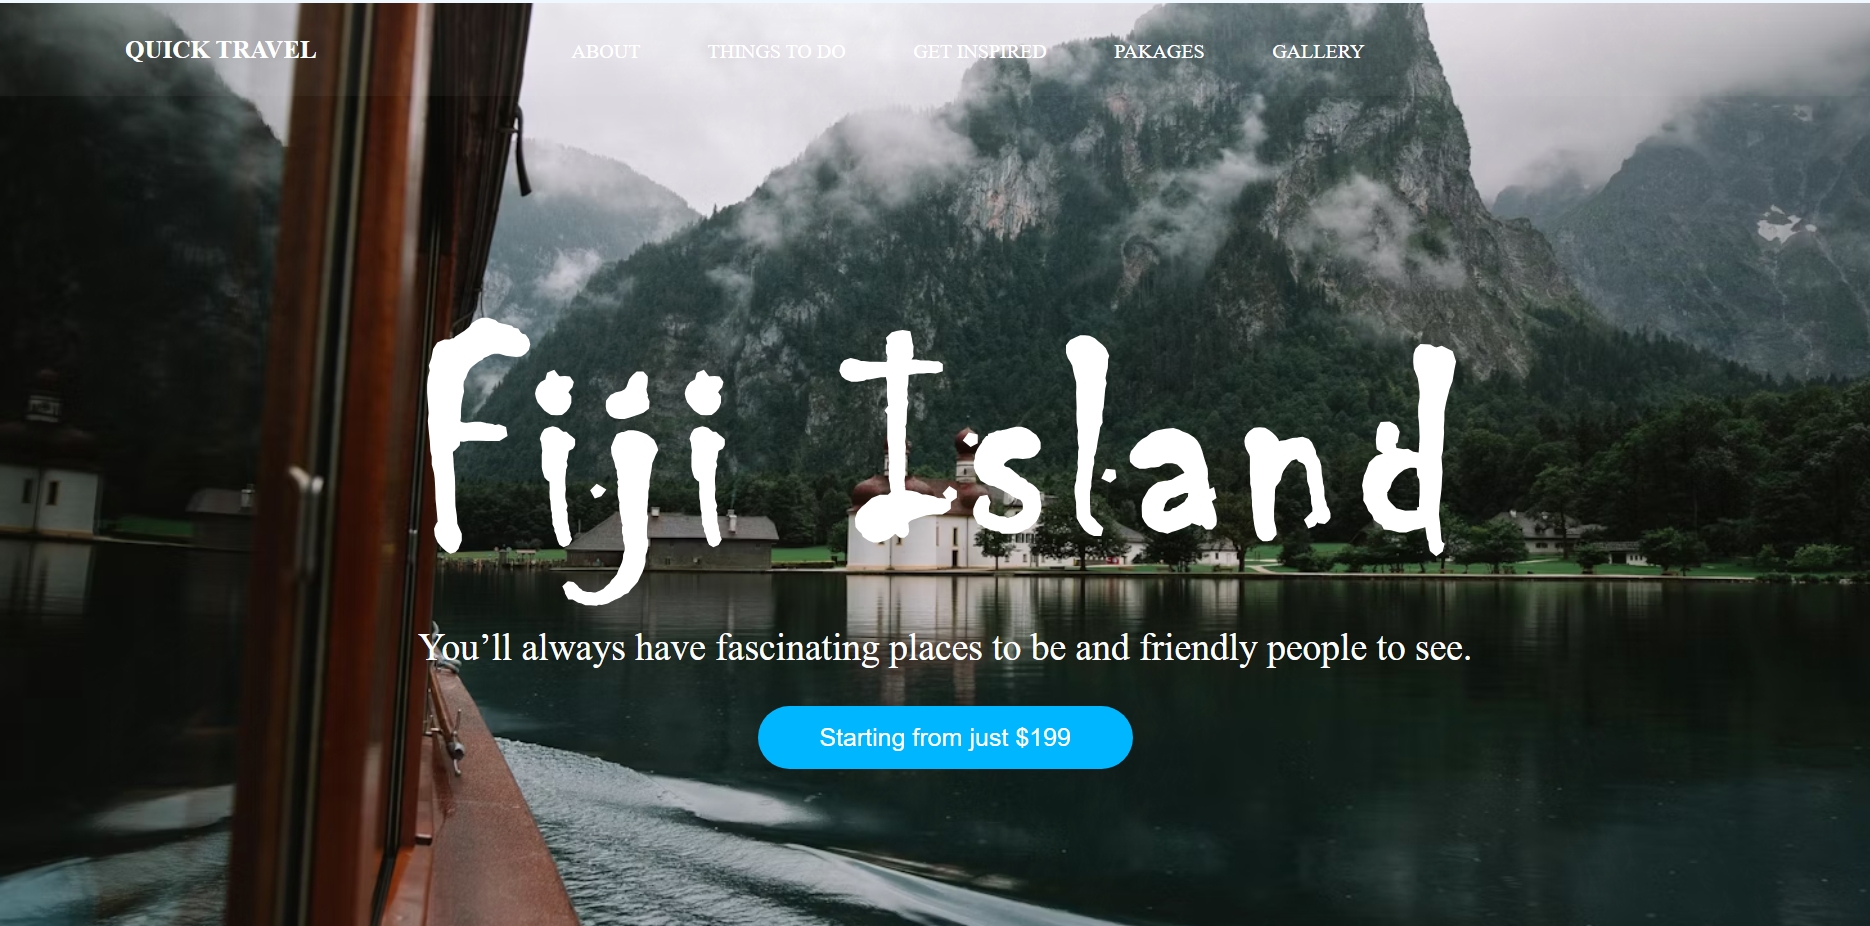 QUICK TRAVEL ABOUT THINGS TO DO GET INSPIRED PAKAGES GALLERY
Fiji Island
You’ll always have fascinating places to be and friendly people to see.
Starting from just $199